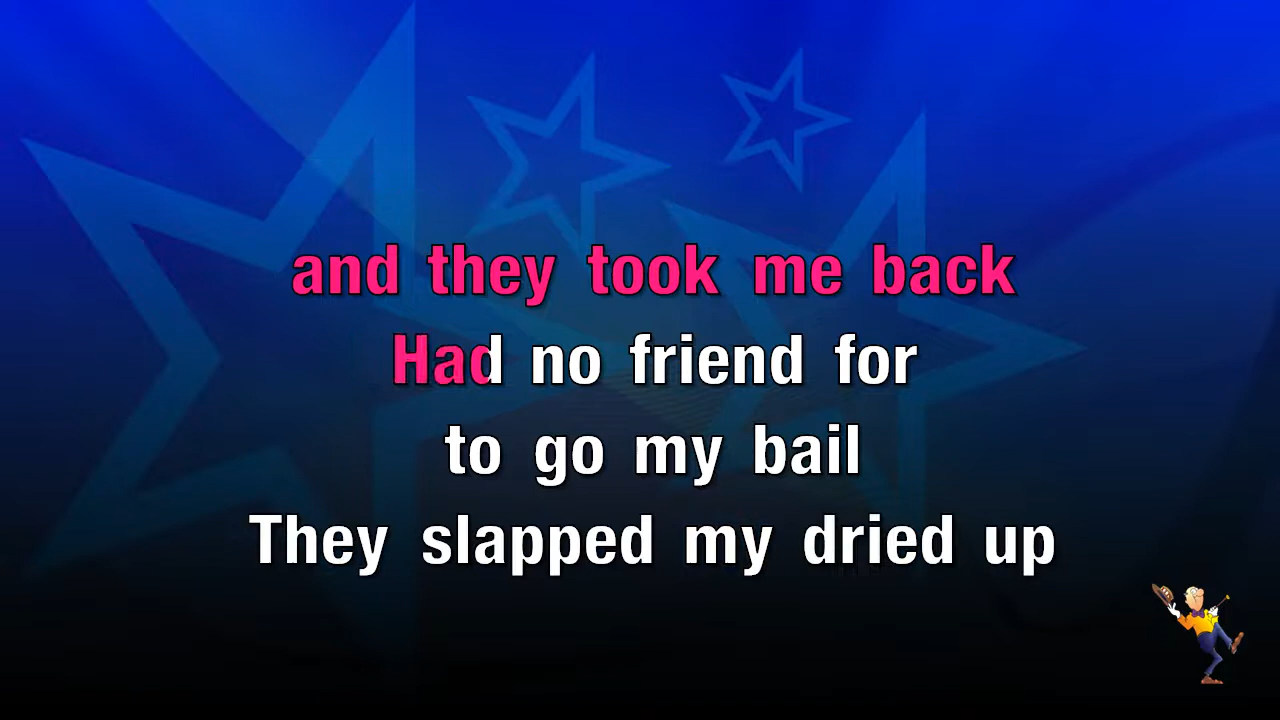 and they took me back
Had no friend for
to go my bail
They slapped my dried up